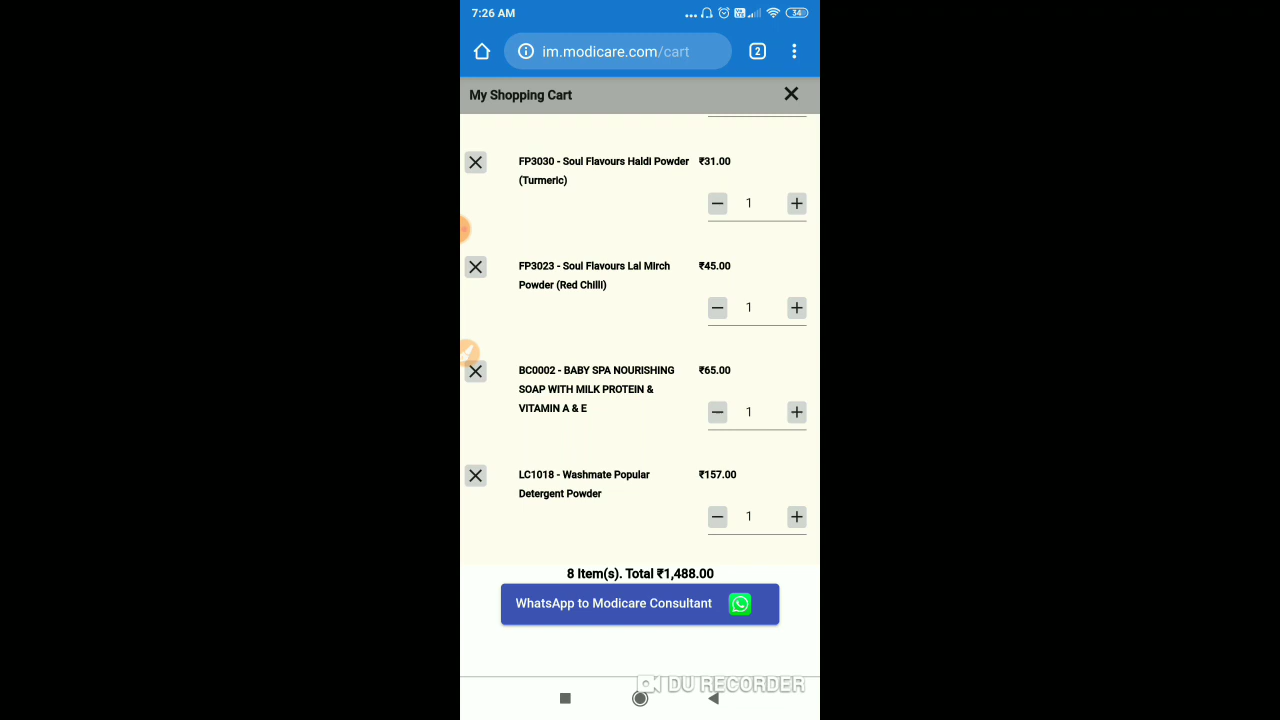 7:26 AM
34
im.modicare.com/cart
2
My Shopping Cart
FP3030 - Soul Flavours Haldi Powder ₹31.00
(Turmeric)
1
FP3023 - Soul Flavours Lal Mirch ₹45.00
Powder (Red Chilli)
1
BC0002 - BABY SPA NOURISHING ₹65.00
SOAP WITH MILK PROTEIN &
VITAMIN A & E
1
LC1018 - Washmate Popular ₹157.00
Detergent Powder
1
8 Item(s). Total ₹1,488.00
WhatsApp to Modicare Consultant
DU RECORDER